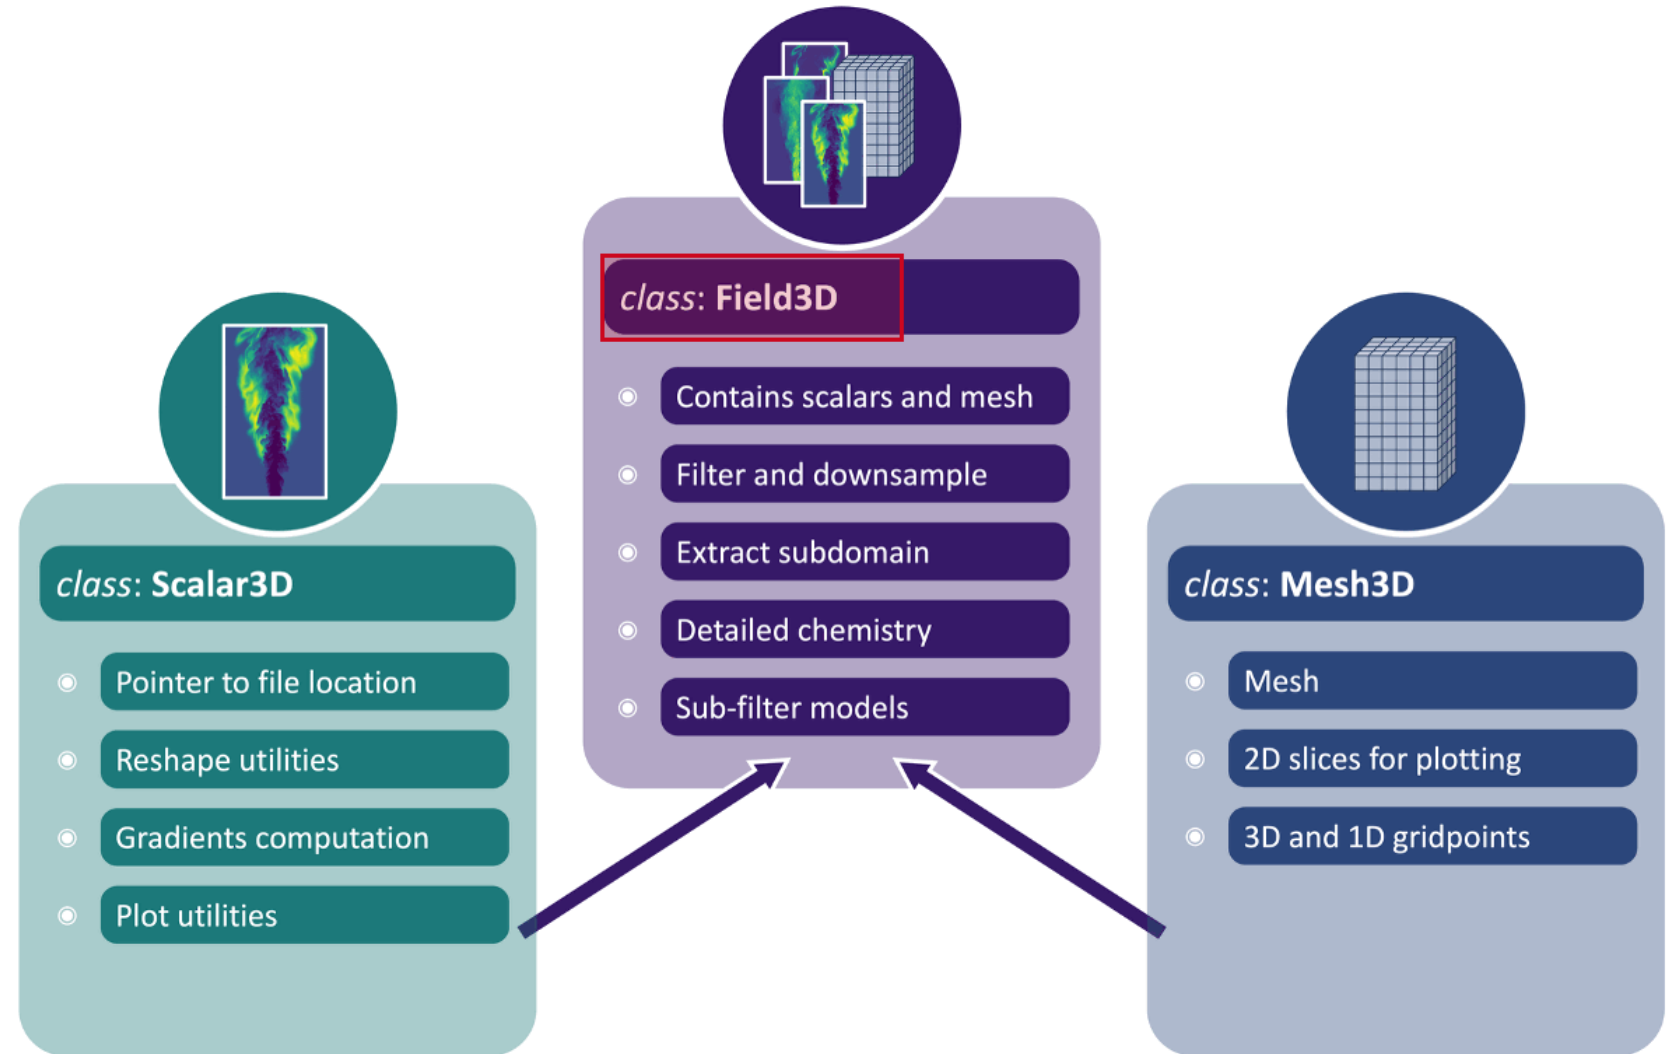 class: Field3D
Contains scalars and mesh
Filter and downsample
Extract subdomain
Detailed chemistry
Sub-filter models
class: Scalar3D
Pointer to file location
Reshape utilities
Gradients computation
Plot utilities
class: Mesh3D
Mesh
2D slices for plotting
3D and 1D gridpoints